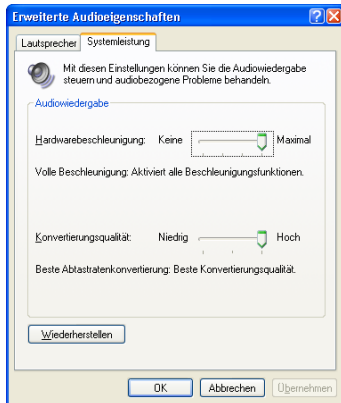 Erweiterte Audioeigenschaften
Lautsprecher Systemleistung
Mit diesen Einstellungen können Sie die Audiowiedergabe
steuern und audiobezogene Probleme behandeln.
Audiowiedergabe
Hardwarebeschleunigung: Keine Maximal
Volle Beschleunigung: Aktiviert alle Beschleunigungsfunktionen.
Konvertierungsqualität: Niedrig Hoch
Beste Abtastratenkonvertierung: Beste Konvertierungsqualität.
Wiederherstellen
OK Abbrechen Übernehmen